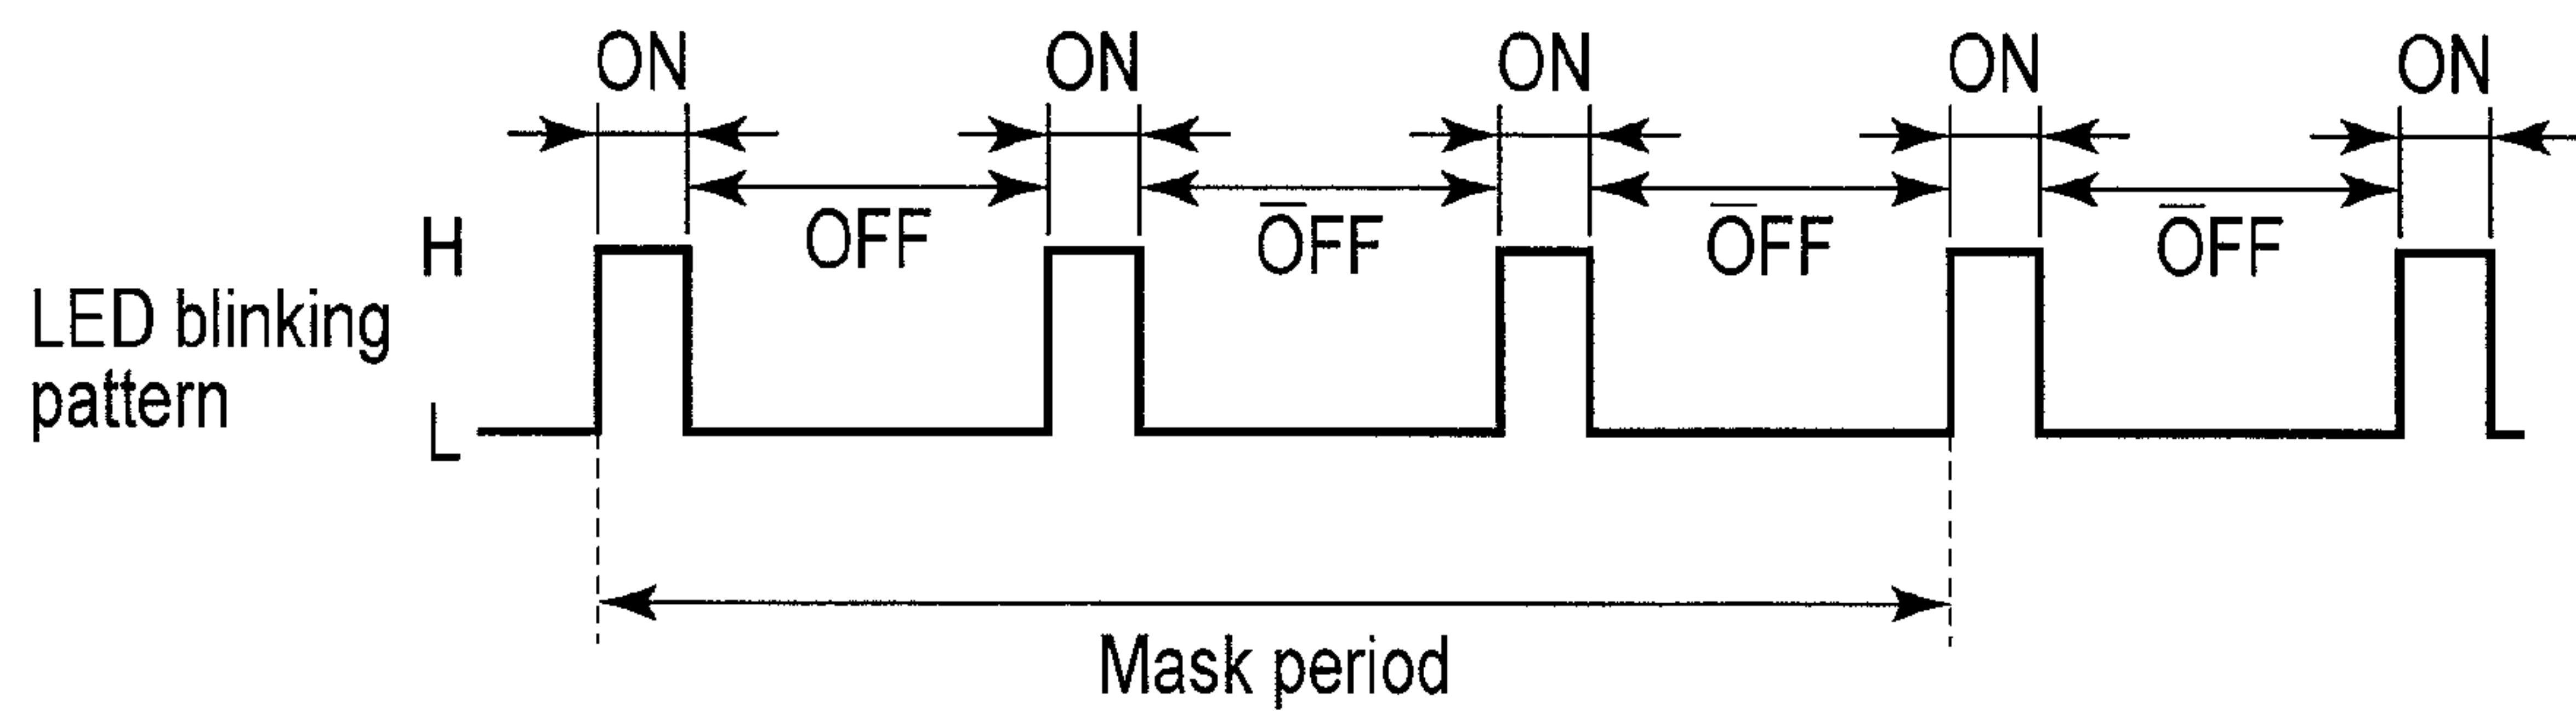 ON ON ON ON ON
OFF OFF OFF OFF
H
LED blinking
pattern
L
Mask period